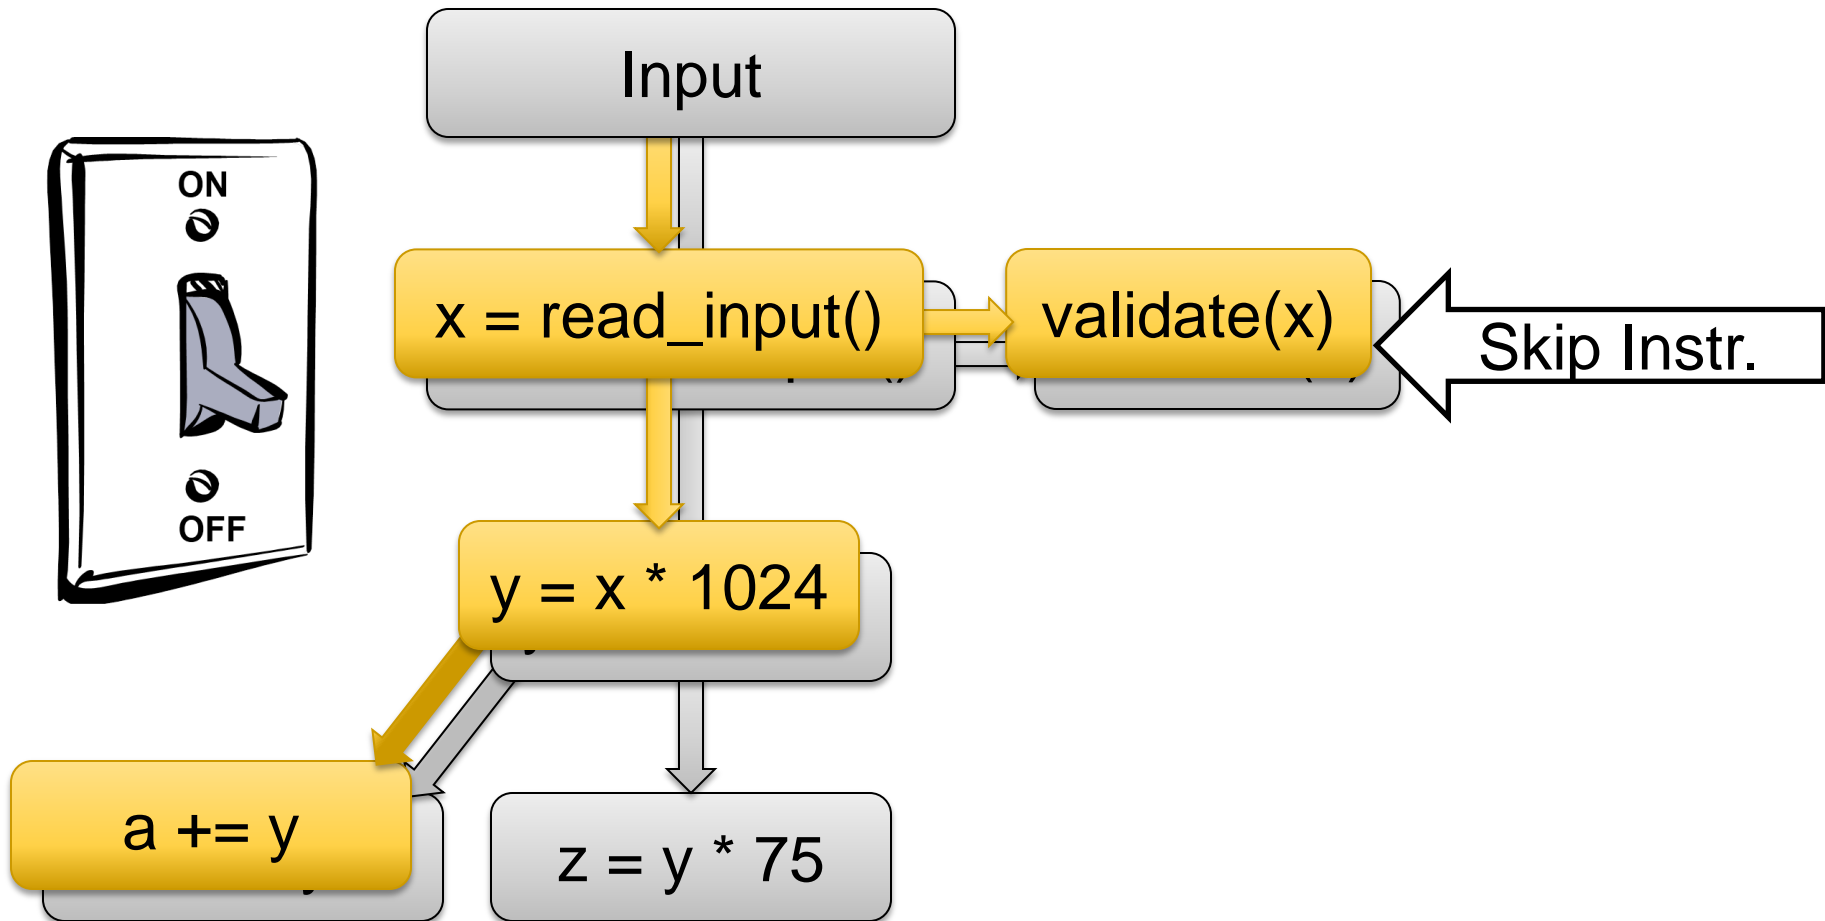 Input
ON
x = read_input()
validate(x)
Skip Instr.
OFF
y = x * 1024
a += y
z = y * 75